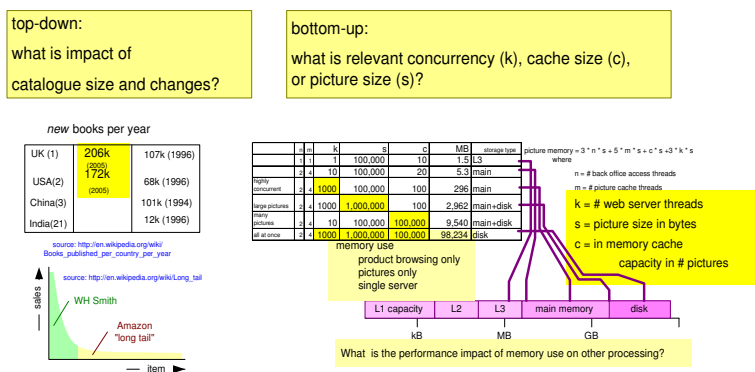 top-down:
what is impact of
catalogue size and changes?
bottom-up:
what is relevant concurrency (k), cache size (c),
or picture size (s)?
new books per year
UK (1) 206k (2005) 107k (1996)
USA(2) 172k (2005) 68k (1996)
China(3) 101k (1994)
India(21) 12k (1996)
source: http://en.wikipedia.org/wiki/
Books_published_per_country_per_year
source: http://en.wikipedia.org/wiki/Long_tail
sales
WH Smith
Amazon
"long tail"
item
n m k s c MB storage type
1 1 1 100,000 10 1.5 L3
2 4 10 100,000 20 5.3 main
highly concurrent 2 4 1000 100,000 100 296 main
large pictures 2 4 1000 1,000,000 100 2,962 main+disk
many pictures 2 4 10 100,000 100,000 9,540 main+disk
all at once 2 4 1000 1,000,000 100,000 98,234 disk
picture memory = 3 * n * s + 5 * m * s + c * s +3 * k * s
where
n = # back office access threads
m = # picture cache threads
k = # web server threads
s = picture size in bytes
c = in memory cache
capacity in # pictures
memory use
product browsing only
pictures only
single server
L1 capacity L2 L3 main memory disk
kB MB GB
What is the performance impact of memory use on other processing?